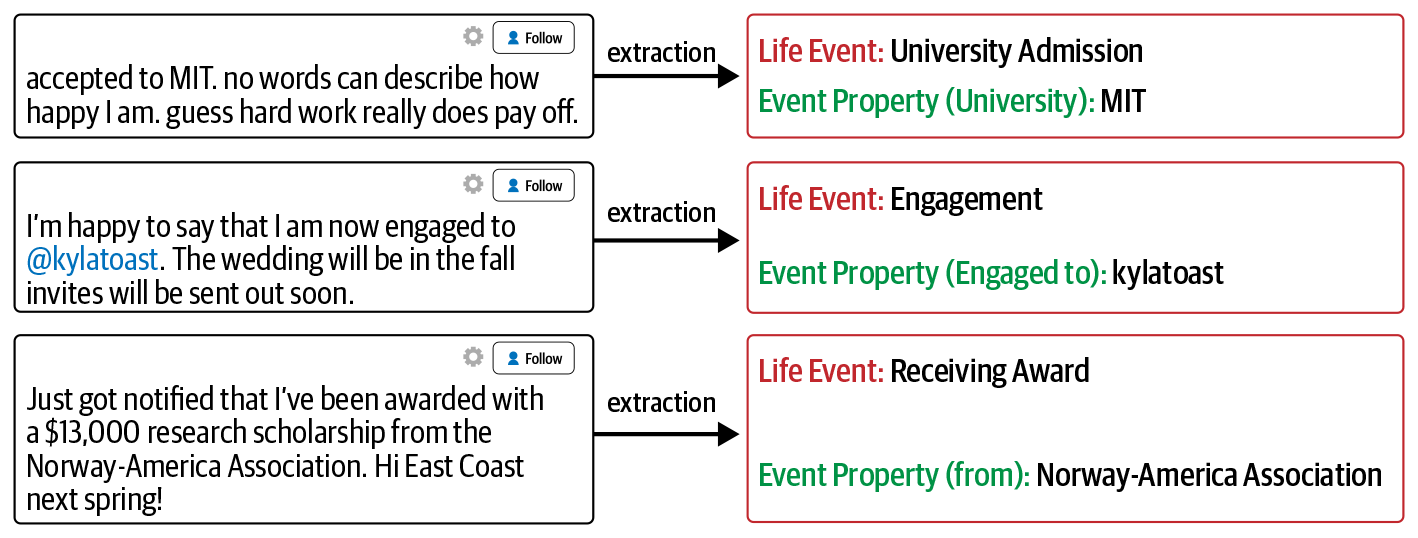 Follow
accepted to MIT. no words can describe how
happy I am. guess hard work really does pay off.
extraction
Life Event: University Admission
Event Property (University): MIT
Follow
I’m happy to say that I am now engaged to
@kylatoast. The wedding will be in the fall
invites will be sent out soon.
extraction
Life Event: Engagement
Event Property (Engaged to): kylatoast
Follow
Just got notified that I’ve been awarded with
a $13,000 research scholarship from the
Norway-America Association. Hi East Coast
next spring!
extraction
Life Event: Receiving Award
Event Property (from): Norway-America Association